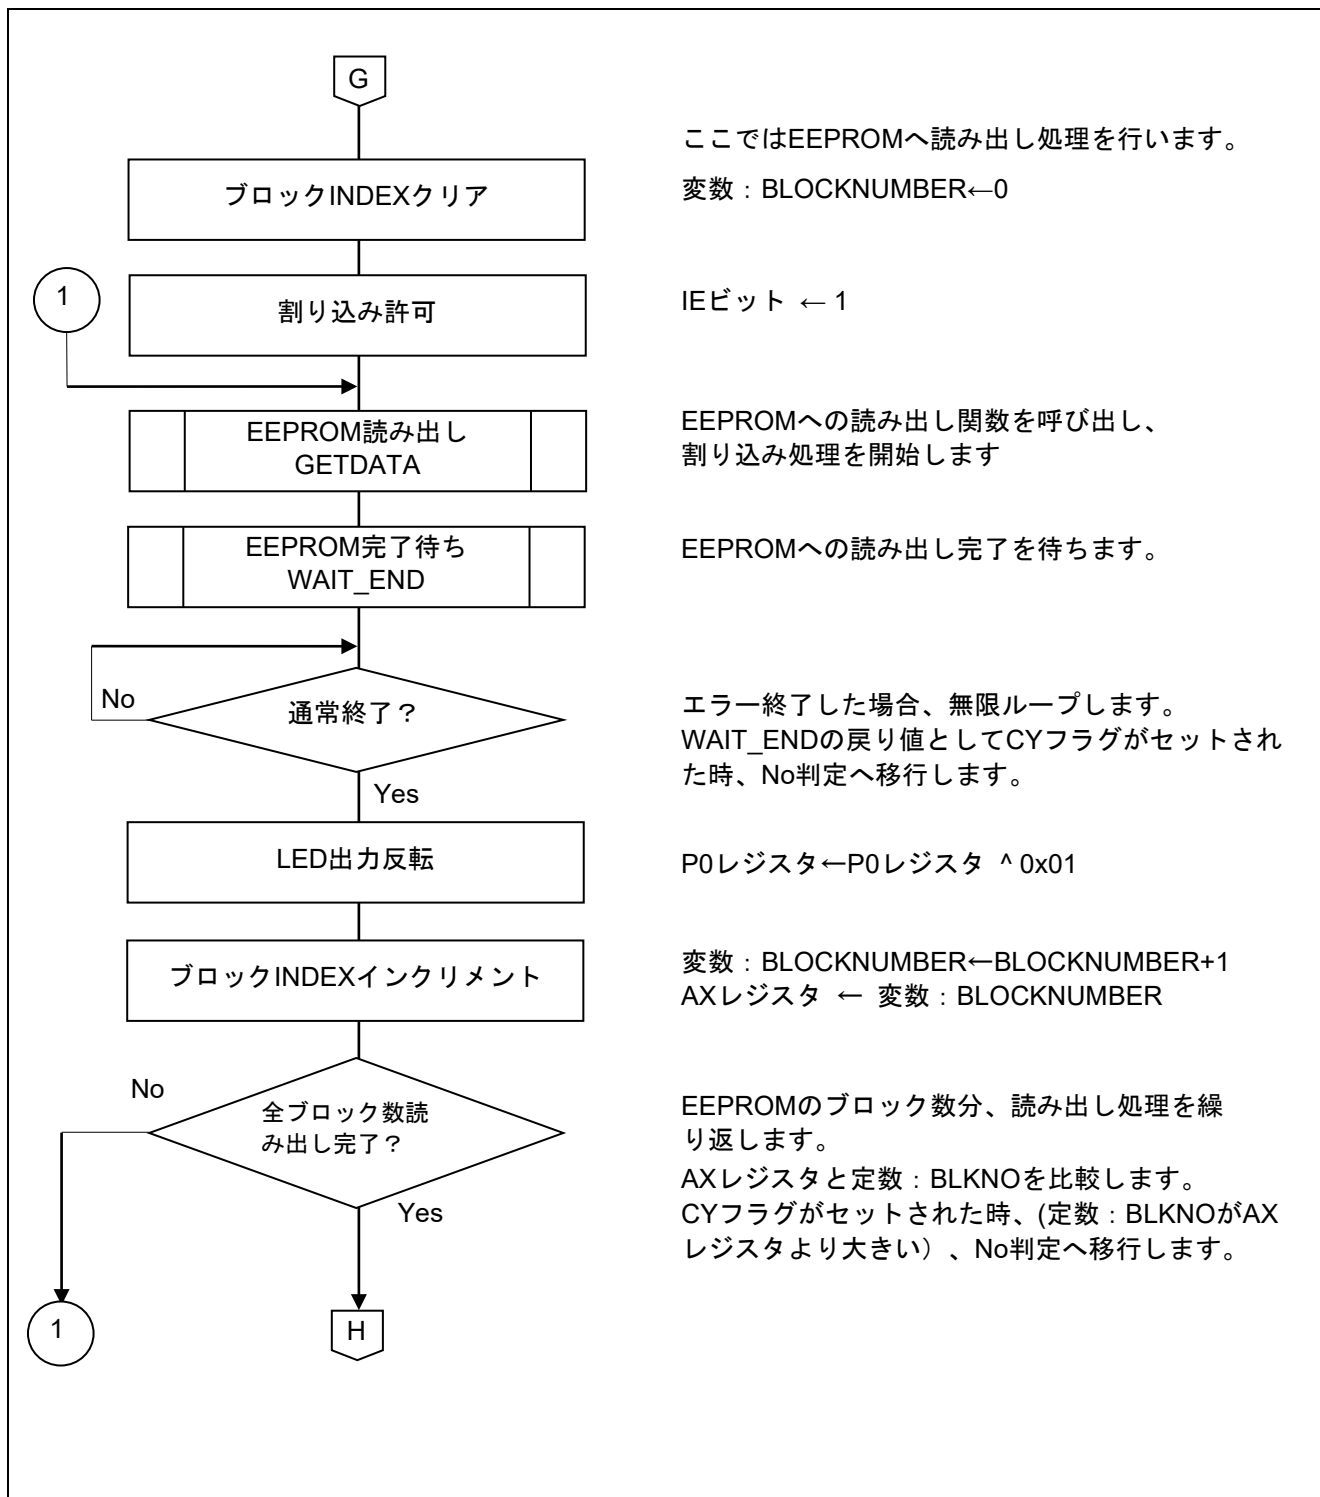 G
ここではEEPROMへ読み出し処理を行います。
ブロックINDEXクリア
変数：BLOCKNUMBER←0
1
割り込み許可
IEビット ← 1
EEPROM読み出し
GETDATA
EEPROMへの読み出し関数を呼び出し、
割り込み処理を開始します
EEPROM完了待ち
WAIT_END
EEPROMへの読み出し完了を待ちます。
No
通常終了？
エラー終了した場合、無限ループします。
WAIT_ENDの戻り値としてCYフラグがセットされ
た時、No判定へ移行します。
Yes
LED出力反転
P0レジスタ←P0レジスタ ^ 0x01
ブロックINDEXインクリメント
変数：BLOCKNUMBER←BLOCKNUMBER+1
AXレジスタ ← 変数：BLOCKNUMBER
No
全ブロック数読
み出し完了？
EEPROMのブロック数分、読み出し処理を繰
り返します。
AXレジスタと定数：BLKNOを比較します。
CYフラグがセットされた時、(定数：BLKNOがAX
レジスタより大きい）、No判定へ移行します。
Yes
1
H